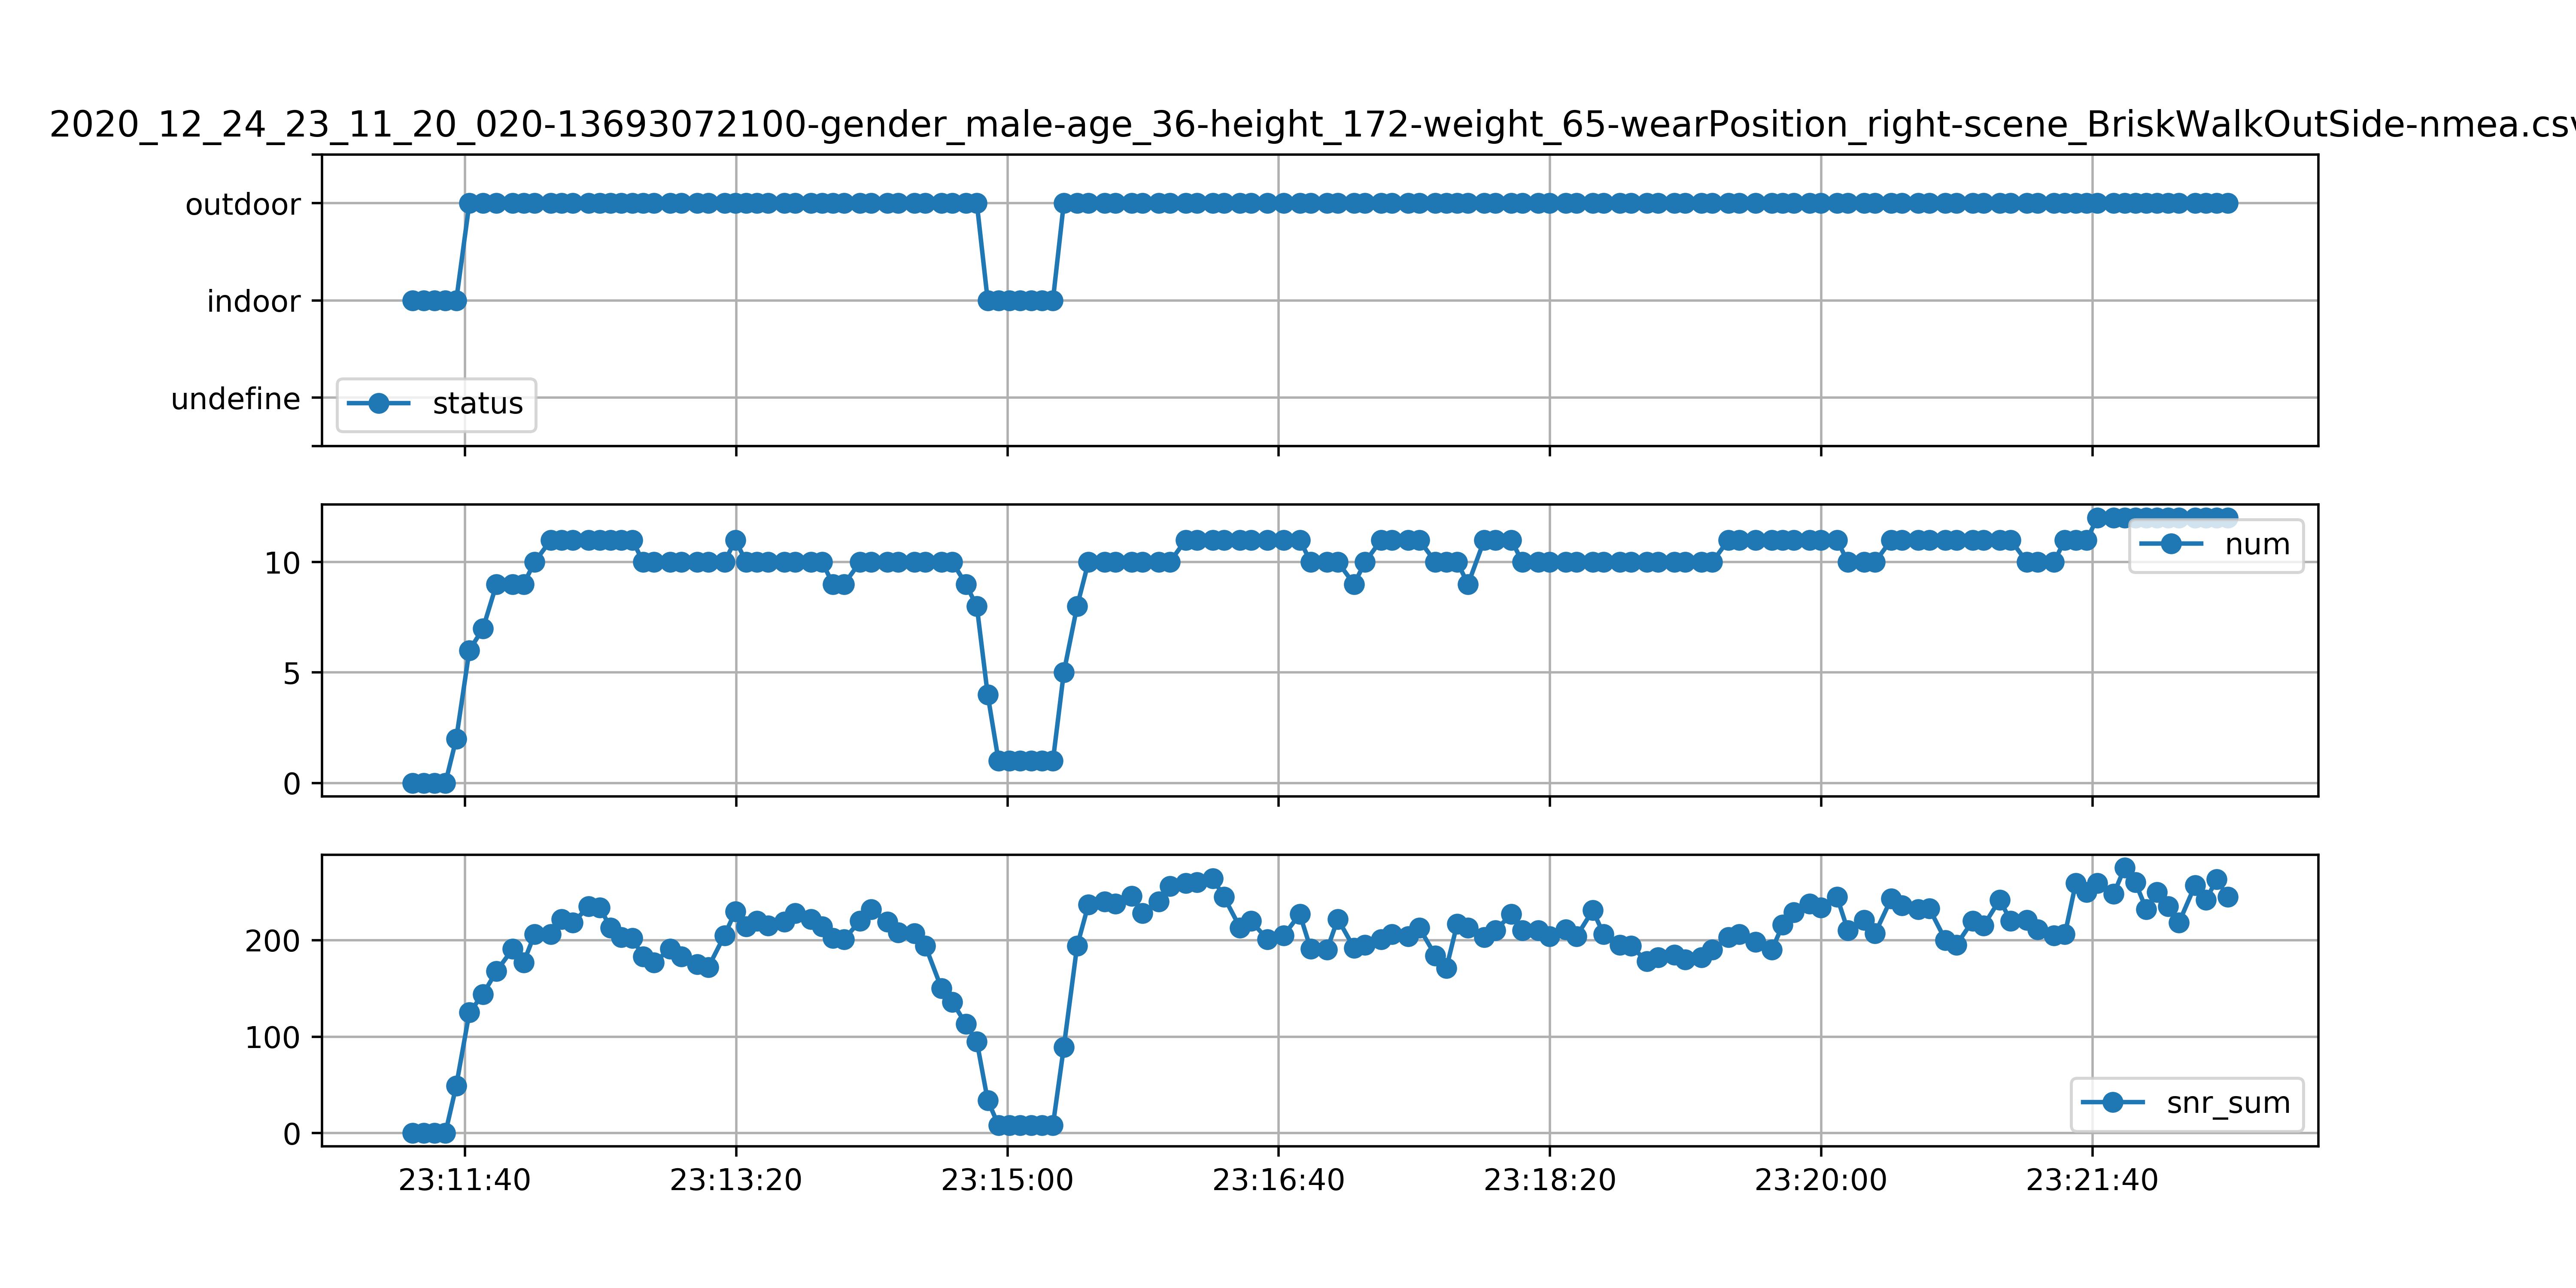 2020_12_24_23_11_20_020-13693072100-gender_male-age_36-height_172-weight_65-wearPosition_right-scene_BriskWalkOutSide-nmea.csv
outdoor
indoor
undefine
status
10
5
0
num
200
100
0
snr_sum
23:11:40 23:13:20 23:15:00 23:16:40 23:18:20 23:20:00 23:21:40